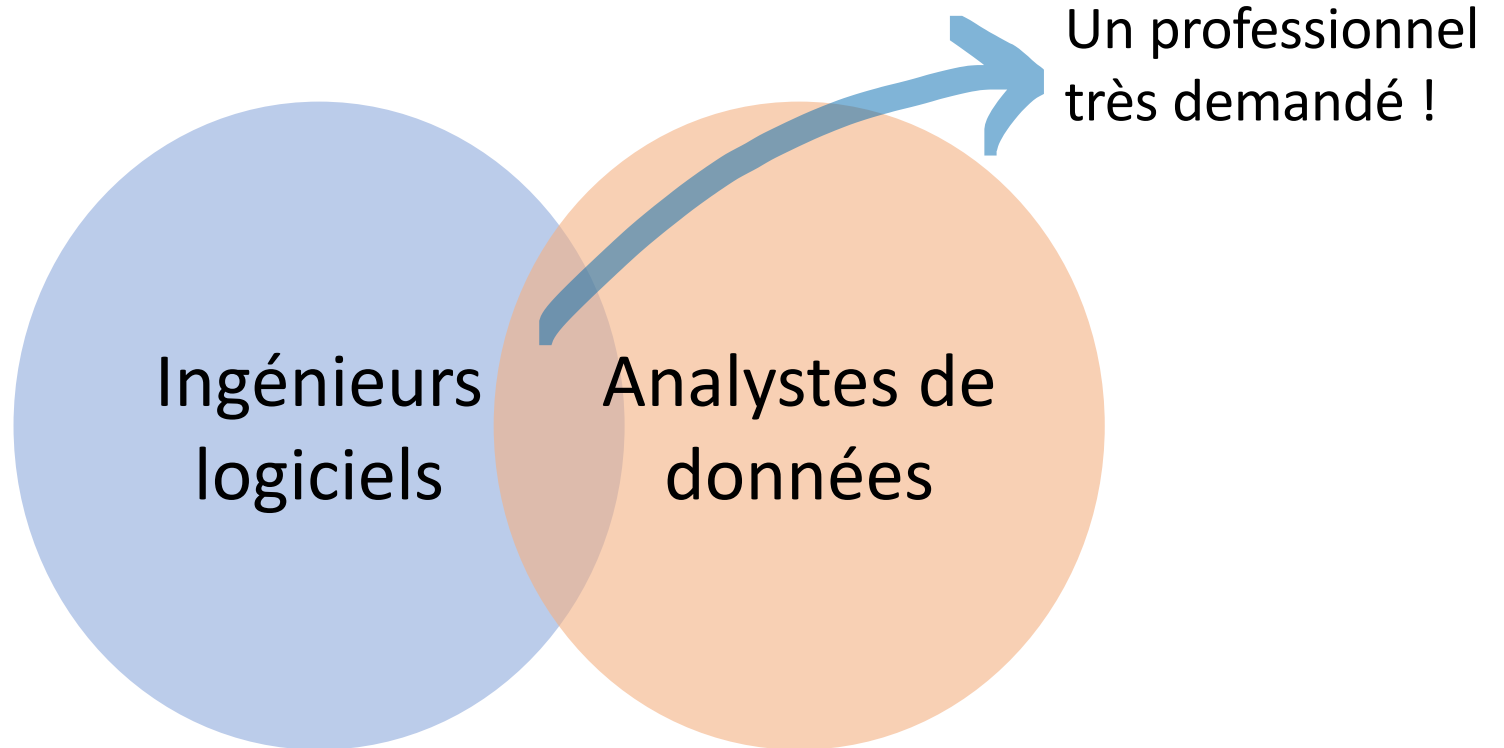 Un professionnel
très demandé !
Ingénieurs
logiciels
Analystes de
données